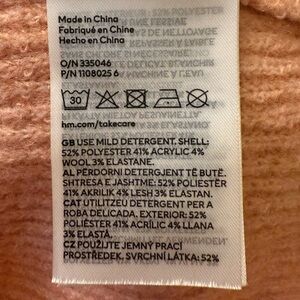 Made in China
Fabriqué en Chine
Hecho en China
O/N 335046
P/N 1108025 6
30
hm.com/takecare
GB USE MILD DETERGENT. SHELL:
52% POLYESTER 41% ACRYLIC 4%
WOOL 3% ELASTANE.
AL PËRDORNI DETERGJENT TË BUTË.
SHTRESA E JASHTME: 52% POLIESTËR
41% AKRILIK 4% LESH 3% ELASTAN.
CAT UTILITZEU DETERGENT PER A
ROBA DELICADA. EXTERIOR: 52%
POLIÈSTER 41% ACRÍLIC 4% LLANA
3% ELASTÀ.
CZ POUŽIJTE JEMNÝ PRACÍ
PROSTŘEDEK. SVRCHNÍ LÁTKA: 52%